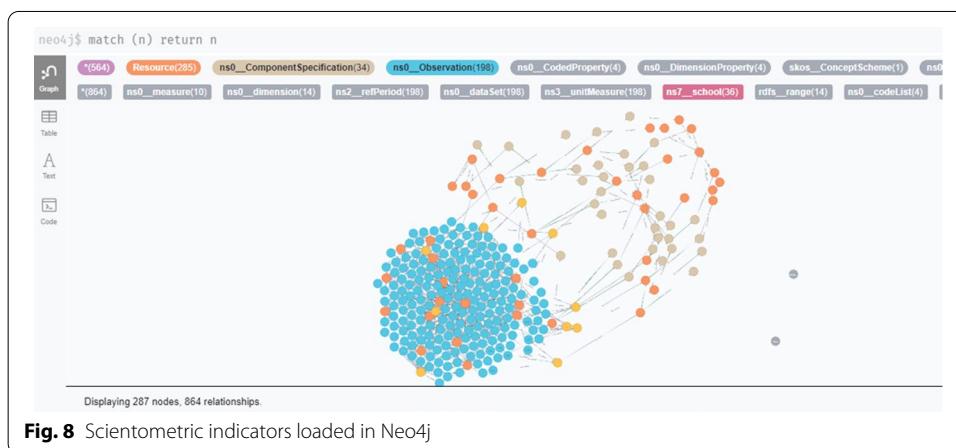 neo4j$ match (n) return n
*(564) Resource(285) ns0__ComponentSpecification(34) ns0__Observation(198) ns0__CodedProperty(4) ns0__DimensionProperty(4) skos__ConceptScheme(1) ns0
Graph *(864) ns0__measure(10) ns0__dimension(14) ns2__refPeriod(198) ns0__dataSet(198) ns3__unitMeasure(198) ns7__school(36) rdfs__range(14) ns0__codeList(4)
Table
A
Text
Code
Displaying 287 nodes, 864 relationships.
Fig. 8 Scientometric indicators loaded in Neo4j